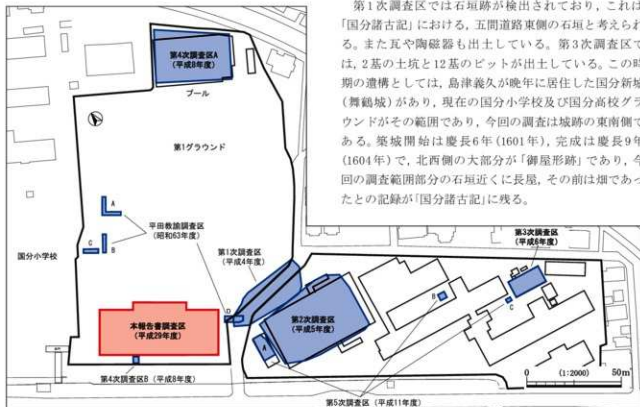 第1次調査区では石垣跡が検出されており，これは
「国分諸古記」における，五間道路東側の石垣と考えられ
る。また瓦や陶磁器も出土している。第3次調査区で
は，2基の土坑と12基のピットが出ている。この時
期の遺構としては，島津義久が晩年に居住した国分新城
(舞鶴城)があり，現在の国分小学校及び国分高校グラ
ウンドがその範囲であり，今回の調査は城跡の東南側で
ある。築城開始は慶長6年(1601年)，完成は慶長9年
(1604年)で，北西側の大部分が「御屋形跡」であり，今
回の調査範囲部分の石垣近くに長屋，その前は畑であっ
たとの記録が「国分諸古記」に残る。
第4次調査区A
(平成8年度)
プール
第1グラウンド
A
平田教諭調査区
(昭和63年度)
C
B
国分小学校
第1次調査区
(平成4年度)
第3次調査区
(平成6年度)
D
第2次調査区
(平成5年度)
B
C
A
本報告書調査区
(平成29年度)
第4次調査区B (平成8年度)
0 (1:2000) 50m
第5次調査区 (平成11年度)